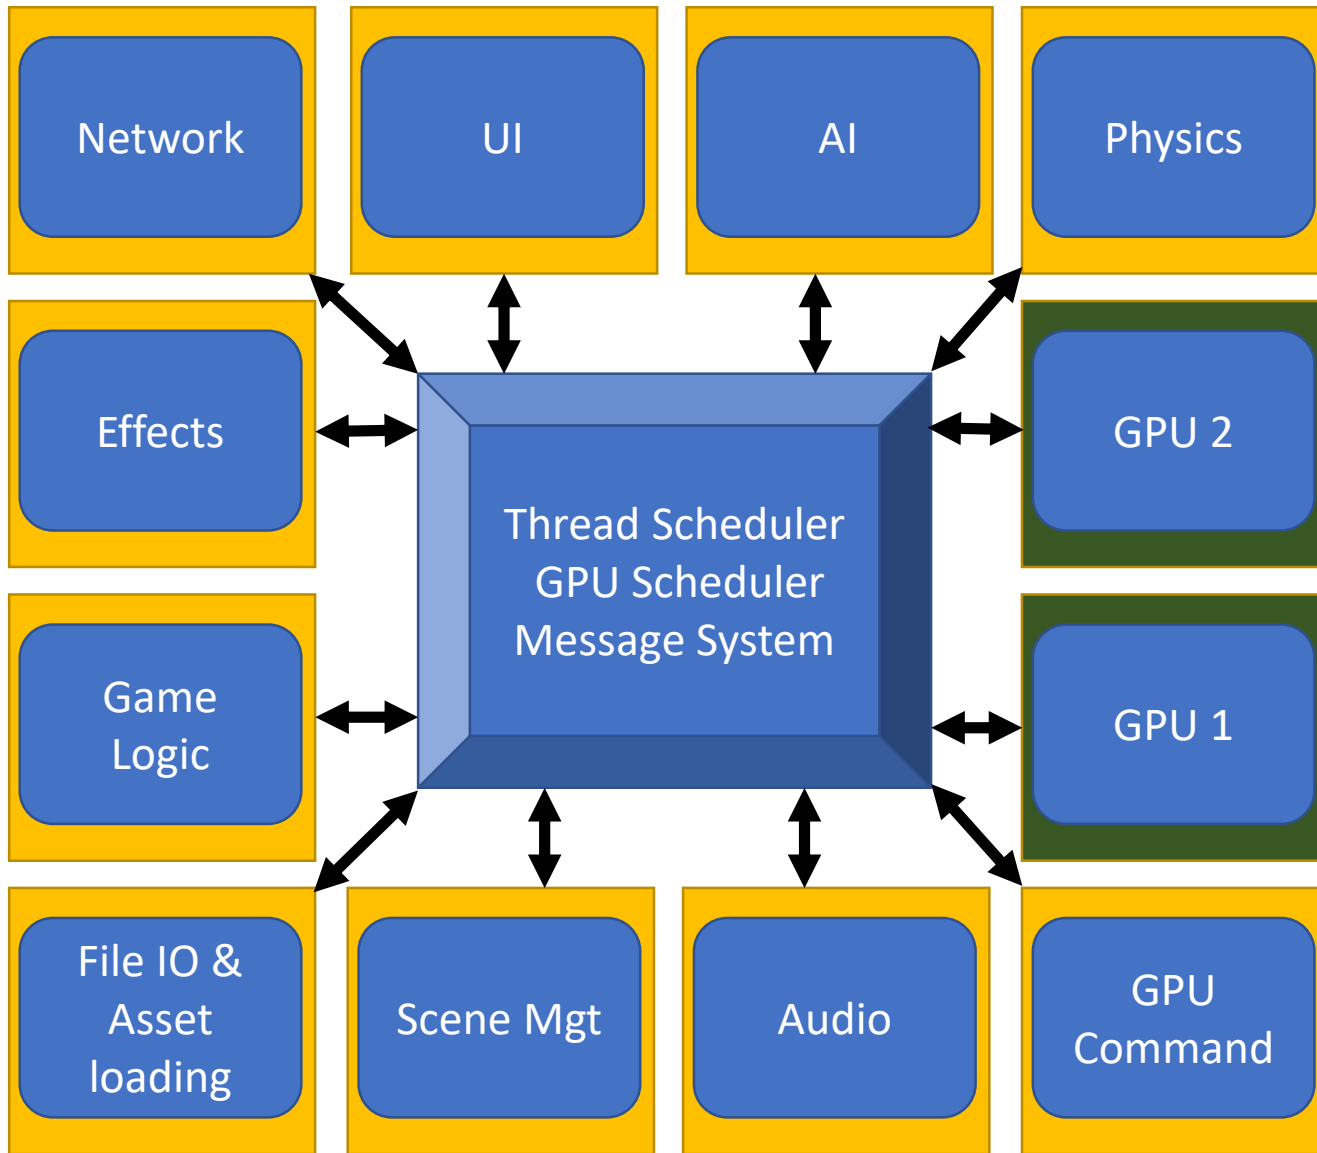 Network
UI
AI
Physics
Effects
GPU 2
Thread Scheduler
GPU Scheduler
Message System
Game
Logic
GPU 1
File IO &
Asset
loading
Scene Mgt
Audio
GPU
Command